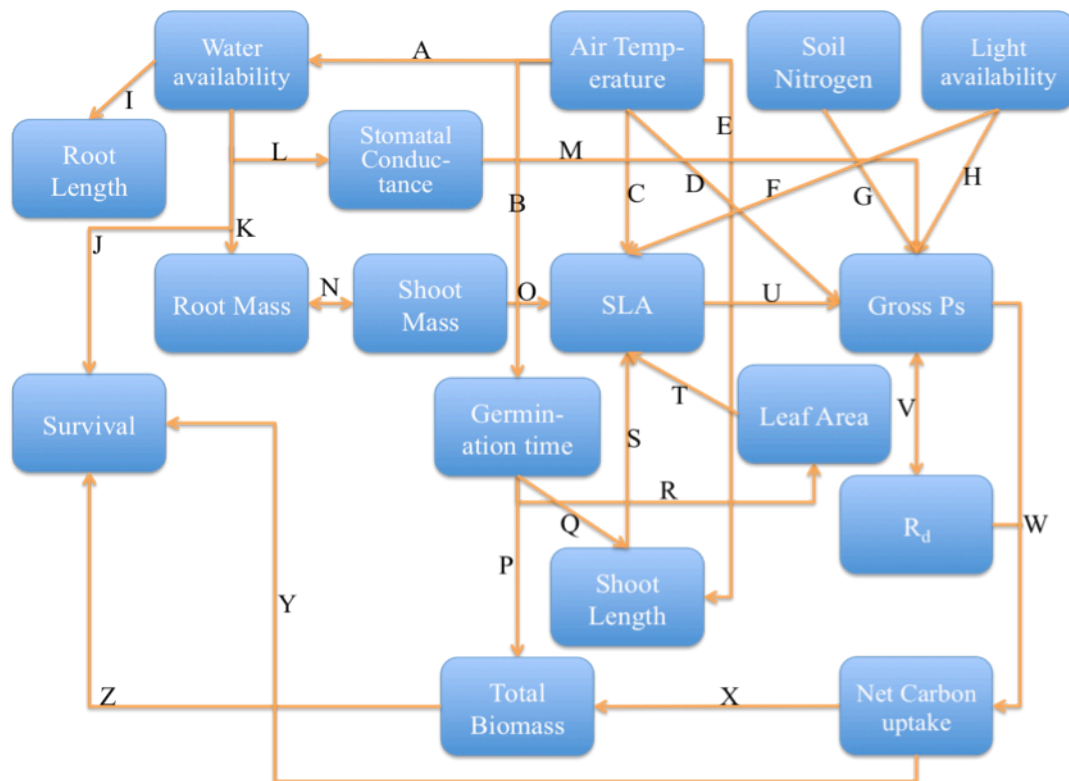 Water
availability
A
Air Temp-
erature
Soil
Nitrogen
Light
availability
I
Root
Length
L
Stomatal
Conduc-
tance
M
E
B
C
D
F
G
H
J
K
Root Mass
N
Shoot
Mass
O
SLA
U
Gross Ps
Survival
Germin-
ation time
S
T
Leaf Area
V
R
Q
P
Shoot
Length
Rd
W
Y
Z
Total
Biomass
X
Net Carbon
uptake